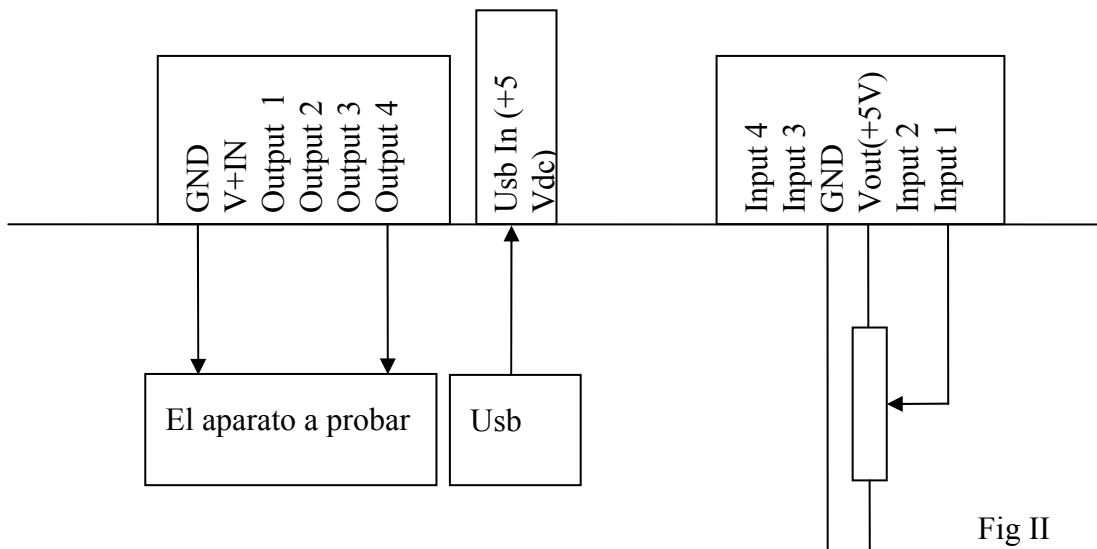 GND
V+IN
Output 1
Output 2
Output 3
Output 4
Usb In (+5
Vdc)
Input 4
Input 3
GND
Vout(+5V)
Input 2
Input 1
El aparato a probar
Usb
Fig II